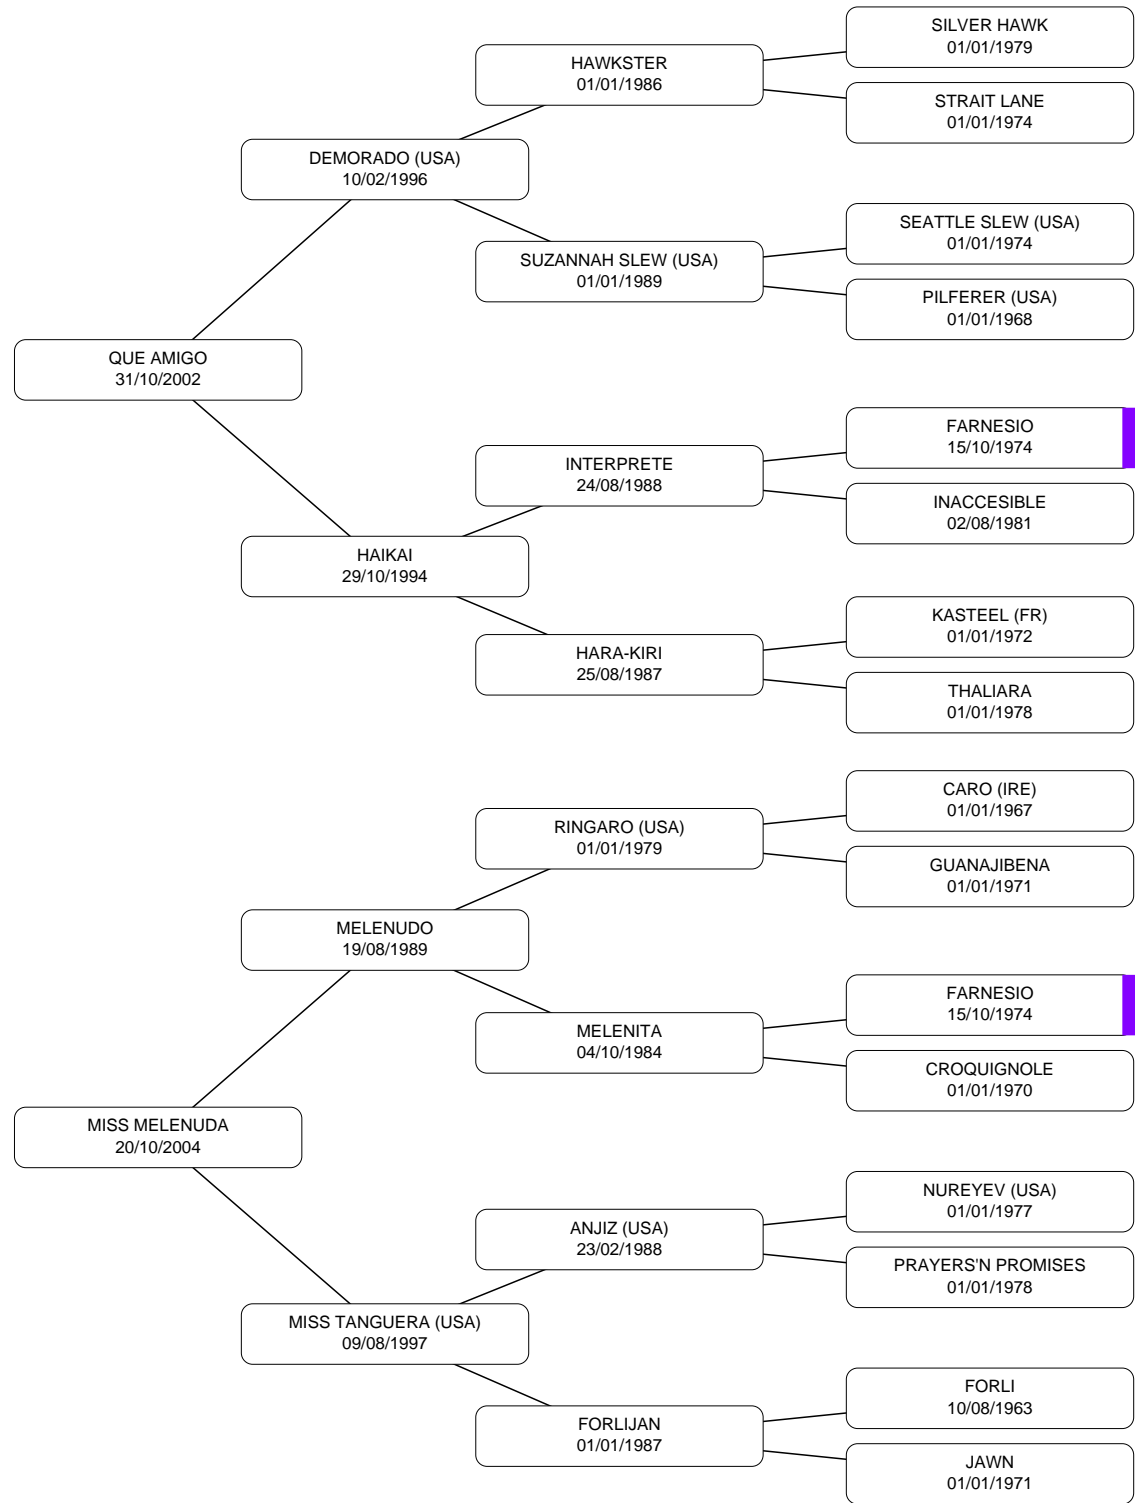 SILVER HAWK
01/01/1979
HAWKSTER
01/01/1986
STRAIT LANE
01/01/1974
DEMORADO (USA)
10/02/1996
SEATTLE SLEW (USA)
01/01/1974
SUZANNAH SLEW (USA)
01/01/1989
PILFERER (USA)
01/01/1968
QUE AMIGO
31/10/2002
FARNESIO
15/10/1974
INTERPRETE
24/08/1988
INACCESIBLE
02/08/1981
HAIKAI
29/10/1994
KASTEEL (FR)
01/01/1972
HARA-KIRI
25/08/1987
THALIARA
01/01/1978
CARO (IRE)
01/01/1967
RINGARO (USA)
01/01/1979
GUANAJIBENA
01/01/1971
MELENUDO
19/08/1989
FARNESIO
15/10/1974
MELENITA
04/10/1984
CROQUIGNOLE
01/01/1970
MISS MELENUDA
20/10/2004
NUREYEV (USA)
01/01/1977
ANJIZ (USA)
23/02/1988
PRAYERS'N PROMISES
01/01/1978
MISS TANGUERA (USA)
09/08/1997
FORLI
10/08/1963
FORLIJAN
01/01/1987
JAWN
01/01/1971